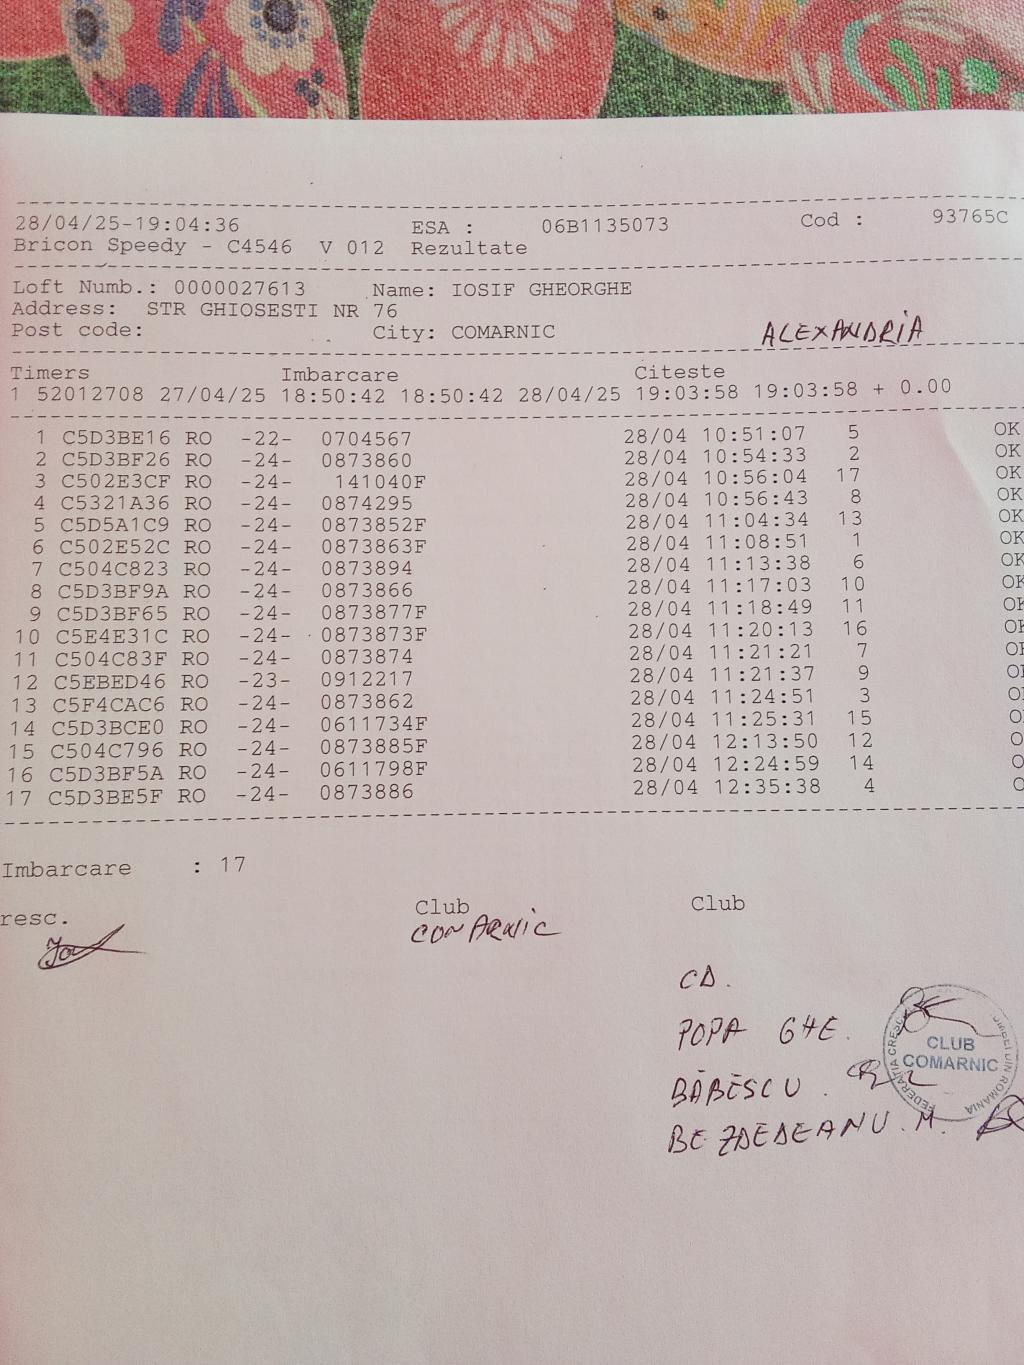 28/04/25-19:04:36 ESA : 06B1135073 Cod : 93765C
Bricon Speedy - C4546 V 012 Rezultate
Loft Numb.: 0000027613 Name: IOSIF GHEORGHE
Address: STR GHIOSESTI NR 76
Post code: City: COMARNIC ALEXANDRIA
Timers Imbarcare Citeste
1 52012708 27/04/25 18:50:42 18:50:42 28/04/25 19:03:58 19:03:58 + 0.00
1 C5D3BE16 RO -22- 0704567 28/04 10:51:07 5 OK
2 C5D3BF26 RO -24- 0873860 28/04 10:54:33 2 OK
3 C502E3CF RO -24- 141040F 28/04 10:56:04 17 OK
4 C5321A36 RO -24- 0874295 28/04 10:56:43 8 OK
5 C5D5A1C9 RO -24- 0873852F 28/04 11:04:34 13 OK
6 C502E52C RO -24- 0873863F 28/04 11:08:51 1 OK
7 C504C823 RO -24- 0873894 28/04 11:13:38 6 OK
8 C5D3BF9A RO -24- 0873866 28/04 11:17:03 10 OK
9 C5D3BF65 RO -24- 0873877F 28/04 11:18:49 11 OK
10 C5E4E31C RO -24- 0873873F 28/04 11:20:13 16 OK
11 C504C83F RO -24- 0873874 28/04 11:21:21 7 OK
12 C5EBED46 RO -23- 0912217 28/04 11:21:37 9 O
13 C5F4CAC6 RO -24- 0873862 28/04 11:24:51 3 O
14 C5D3BCE0 RO -24- 0611734F 28/04 11:25:31 15 O
15 C504C796 RO -24- 0873885F 28/04 12:13:50 12 O
16 C5D3BF5A RO -24- 0611798F 28/04 12:24:59 14 O
17 C5D3BE5F RO -24- 0873886 28/04 12:35:38 4 O
Imbarcare : 17
resc. Club Club
COMARNIC
CD.
POPA GHE.
BĂBESCU.
BEZDEDEANU.M.
CLUB
COMARNIC